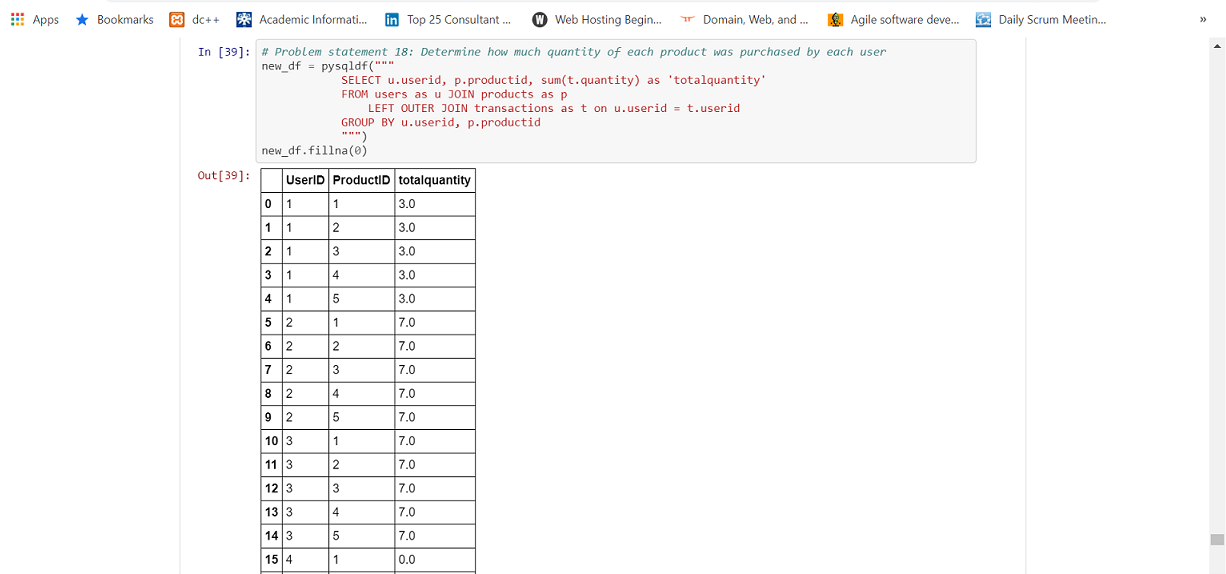 Apps Bookmarks dc++ Academic Informati... Top 25 Consultant ... Web Hosting Begin... Domain, Web, and ... Agile software deve... Daily Scrum Meetin... »
In [39]: # Problem statement 18: Determine how much quantity of each product was purchased by each user
new_df = pysqldf("""
SELECT u.userid, p.productid, sum(t.quantity) as 'totalquantity'
FROM users as u JOIN products as p
LEFT OUTER JOIN transactions as t on u.userid = t.userid
GROUP BY u.userid, p.productid
""")
new_df.fillna(0)
Out[39]:
UserID ProductID totalquantity
0 1 1 3.0
1 1 2 3.0
2 1 3 3.0
3 1 4 3.0
4 1 5 3.0
5 2 1 7.0
6 2 2 7.0
7 2 3 7.0
8 2 4 7.0
9 2 5 7.0
10 3 1 7.0
11 3 2 7.0
12 3 3 7.0
13 3 4 7.0
14 3 5 7.0
15 4 1 0.0